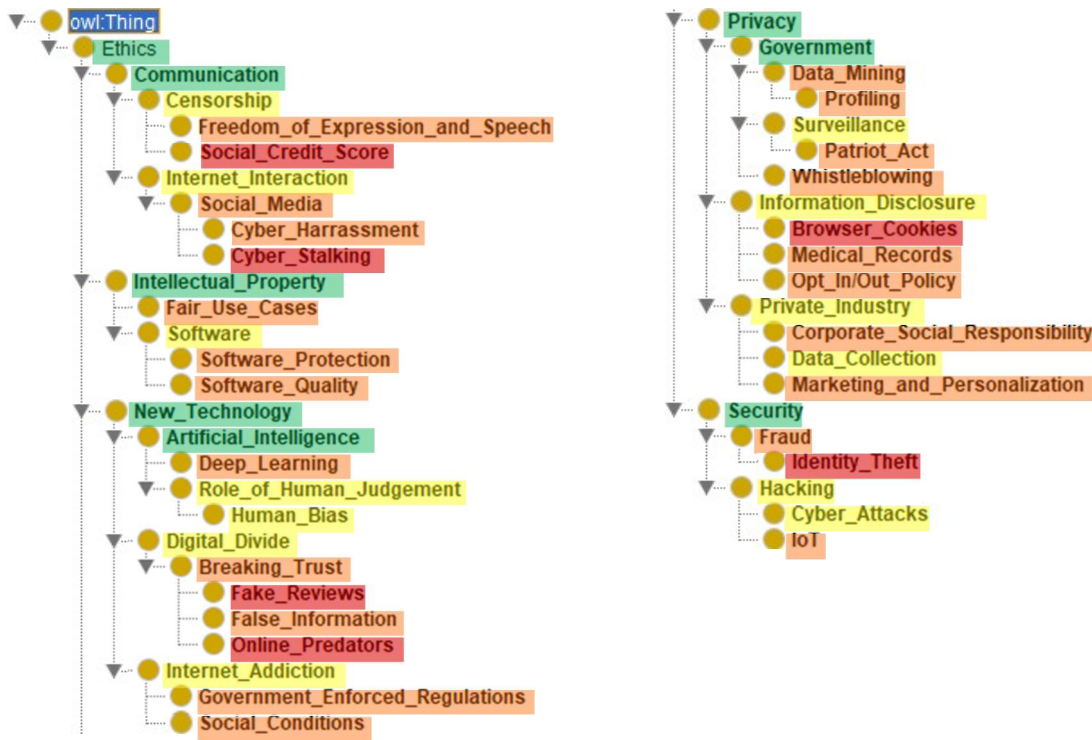 owl:Thing
Ethics
Communication
Censorship
Freedom_of_Expression_and_Speech
Social_Credit_Score
Internet_Interaction
Social_Media
Cyber_Harrassment
Cyber_Stalking
Intellectual_Property
Fair_Use_Cases
Software
Software_Protection
Software_Quality
New_Technology
Artificial_Intelligence
Deep_Learning
Role_of_Human_Judgement
Human_Bias
Digital_Divide
Breaking_Trust
Fake_Reviews
False_Information
Online_Predators
Internet_Addiction
Government_Enforced_Regulations
Social_Conditions
Privacy
Government
Data_Mining
Profiling
Surveillance
Patriot_Act
Whistleblowing
Information_Disclosure
Browser_Cookies
Medical_Records
Opt_In/Out_Policy
Private_Industry
Corporate_Social_Responsibility
Data_Collection
Marketing_and_Personalization
Security
Fraud
Identity_Theft
Hacking
Cyber_Attacks
IoT